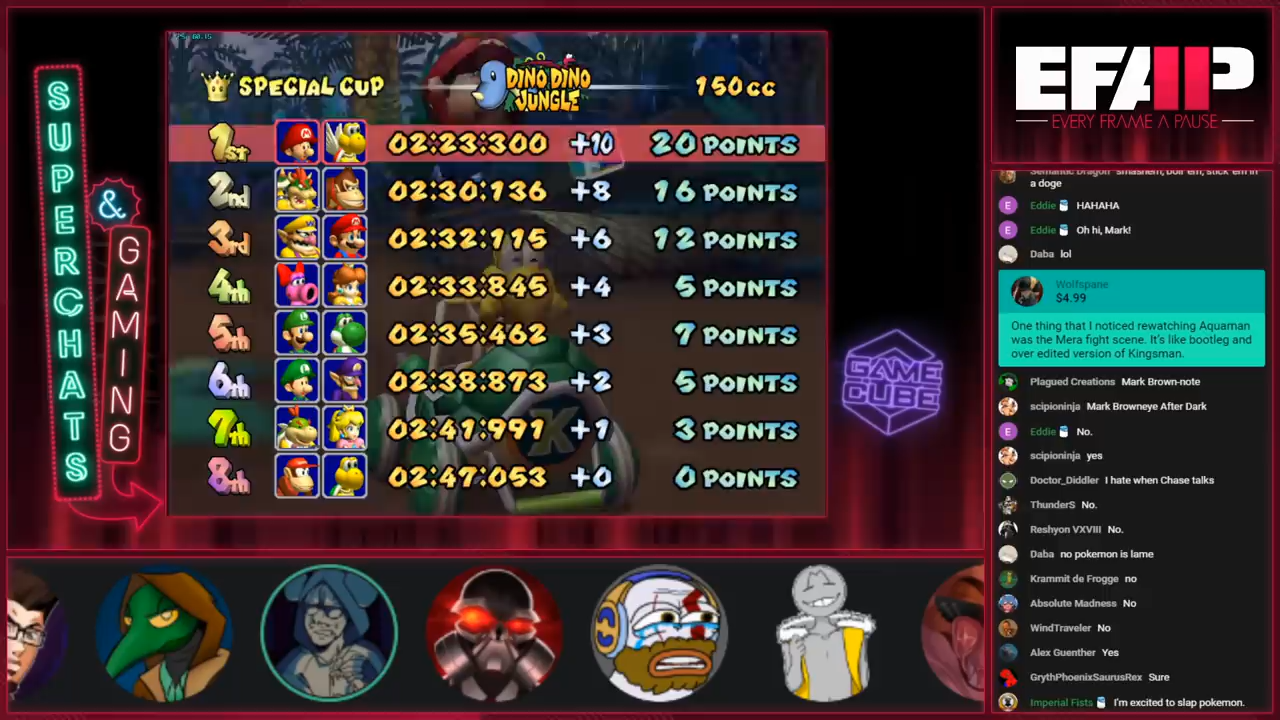 SUPERCHATS
&
GAMING
60.15
SPECIAL CUP
DINO DINO
JUNGLE
150cc
1st 02:23:300 +10 20 POINTS
2nd 02:30:136 +8 16 POINTS
3rd 02:32:115 +6 12 POINTS
4th 02:33:845 +4 5 POINTS
5th 02:35:462 +3 7 POINTS
6th 02:38:873 +2 5 POINTS
7th 02:41:991 +1 3 POINTS
8th 02:47:053 +0 0 POINTS
K
GAME
CUBE
EFAP
EVERY FRAME A PAUSE
Semantic Dragon smashem, boil em, stick em in
a doge
E Eddie HAHAHA
E Eddie Oh hi, Mark!
Daba lol
Wolfspane
$4.99
One thing that I noticed rewatching Aquaman
was the Mera fight scene. It's like bootleg and
over edited version of Kingsman.
Plagued Creations Mark Brown-note
scipioninja Mark Browneye After Dark
E Eddie No.
scipioninja yes
Doctor_Diddler I hate when Chase talks
ThunderS No.
Reshyon VXVIII No.
Daba no pokemon is lame
Krammit de Frogge no
Absolute Madness No
WindTraveler No
Alex Guenther Yes
GrythPhoenixSaurusRex Sure
Imperial Fists I'm excited to slap pokemon.